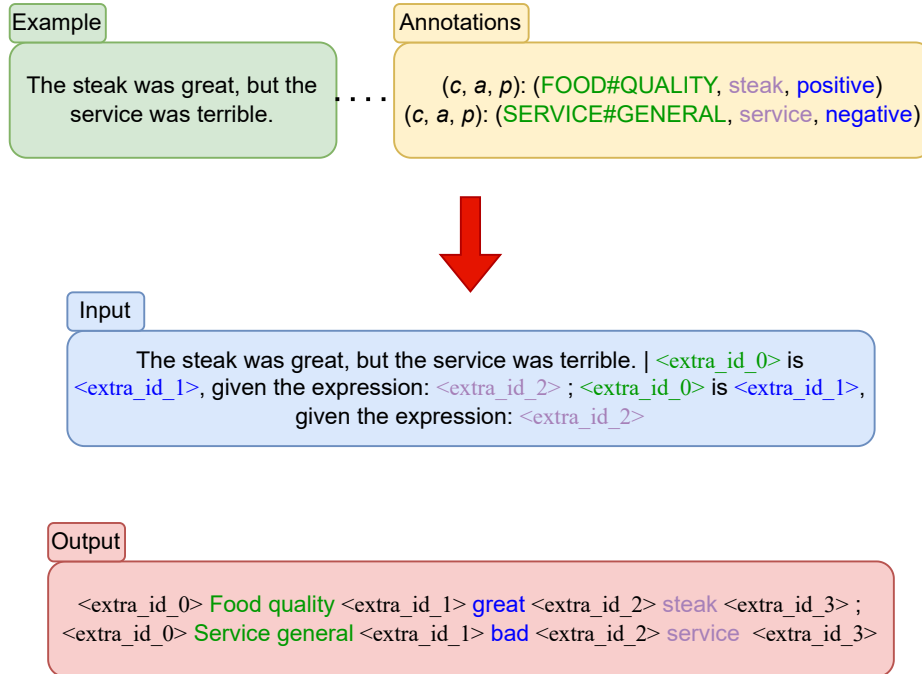 Example
The steak was great, but the
service was terrible.
. . . .
Annotations
(c, a, p): (FOOD#QUALITY, steak, positive)
(c, a, p): (SERVICE#GENERAL, service, negative)
Input
The steak was great, but the service was terrible. | <extra_id_0> is
<extra_id_1>, given the expression: <extra_id_2> ; <extra_id_0> is <extra_id_1>,
given the expression: <extra_id_2>
Output
<extra_id_0> Food quality <extra_id_1> great <extra_id_2> steak <extra_id_3> ;
<extra_id_0> Service general <extra_id_1> bad <extra_id_2> service <extra_id_3>